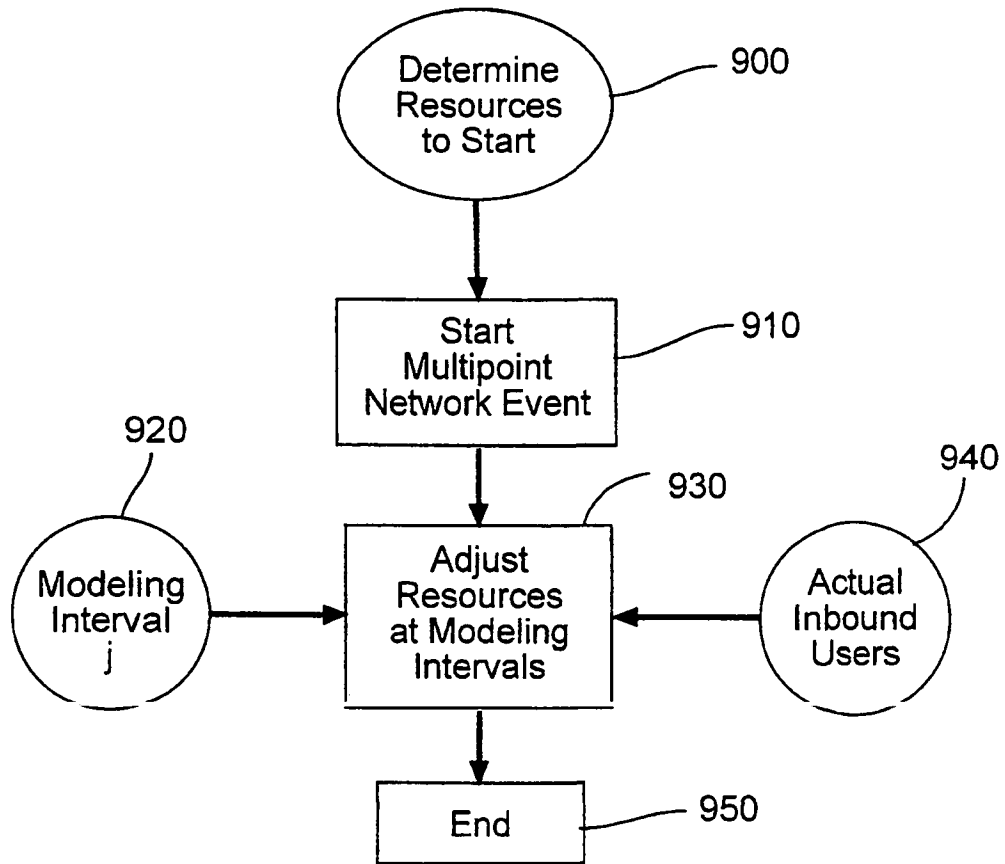 Determine
Resources
to Start
900
Start
Multipoint
Network Event
910
920
Modeling
Interval
j
930
Adjust
Resources
at Modeling
Intervals
940
Actual
Inbound
Users
End
950